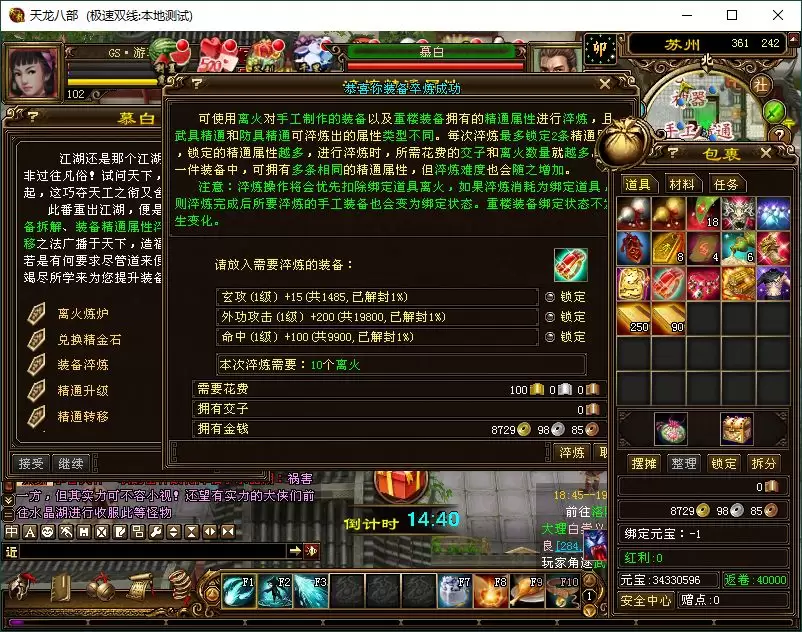 天龙八部 (极速双线:本地测试)
GS·游
102
慕白
苏州 361 242
北
社
包裹
道具 材料 任务
18
8
4
6
250 90
摆摊 整理 锁定 拆分
0
8729 98 85
绑定元宝:-1
红利:0
元宝:34330596 返卷:40000
安全中心 赠点:0
慕白
江湖还是那个江湖
非过往凡俗！试问天下，
起，这巧夺天工之衔又舍
此番重出江湖，便是
备拆解、装备精通属性淬
移之法广播于天下，造福
若是有何要求尽管道来便
竭尽所学来为您提升装备
离火炼炉
兑换精金石
装备淬炼
精通升级
精通转移
接受 继续
恭喜你装备淬炼成功
可使用离火对手工制作的装备以及重楼装备拥有的精通属性进行淬炼，且
武具精通和防具精通可淬炼出的属性类型不同。每次淬炼最多锁定2条精通
，锁定的精通属性越多，进行淬炼时，所需花费的交子和离火数量就越多
一件装备中，可拥有多条相同的精通属性，但淬炼难度也会随之增加。
注意：淬炼操作将会优先扣除绑定道具离火，如果淬炼消耗为绑定道具，
则淬炼完成后所要淬炼的手工装备也会变为绑定状态。重楼装备绑定状态不
生变化。
请放入需要淬炼的装备：
玄攻(1级) +15(共1485,已解封1%) 锁定
外功攻击(1级) +200(共19800,已解封1%) 锁定
命中(1级) +100(共9900,已解封1%) 锁定
本次淬炼需要：10个离火
需要花费 100 0 0
拥有交子 0
拥有金钱 8729 98 85
淬炼
祸害
一方，但其实力可不容小视！还望有实力的大侠们前
往水晶湖进行收服此等怪物
近
倒计时 14:40
18:45--19
前往
大理白崇
良[284,
玩家角逐
F1 F2 F3 F7 F8 F9 F10
1